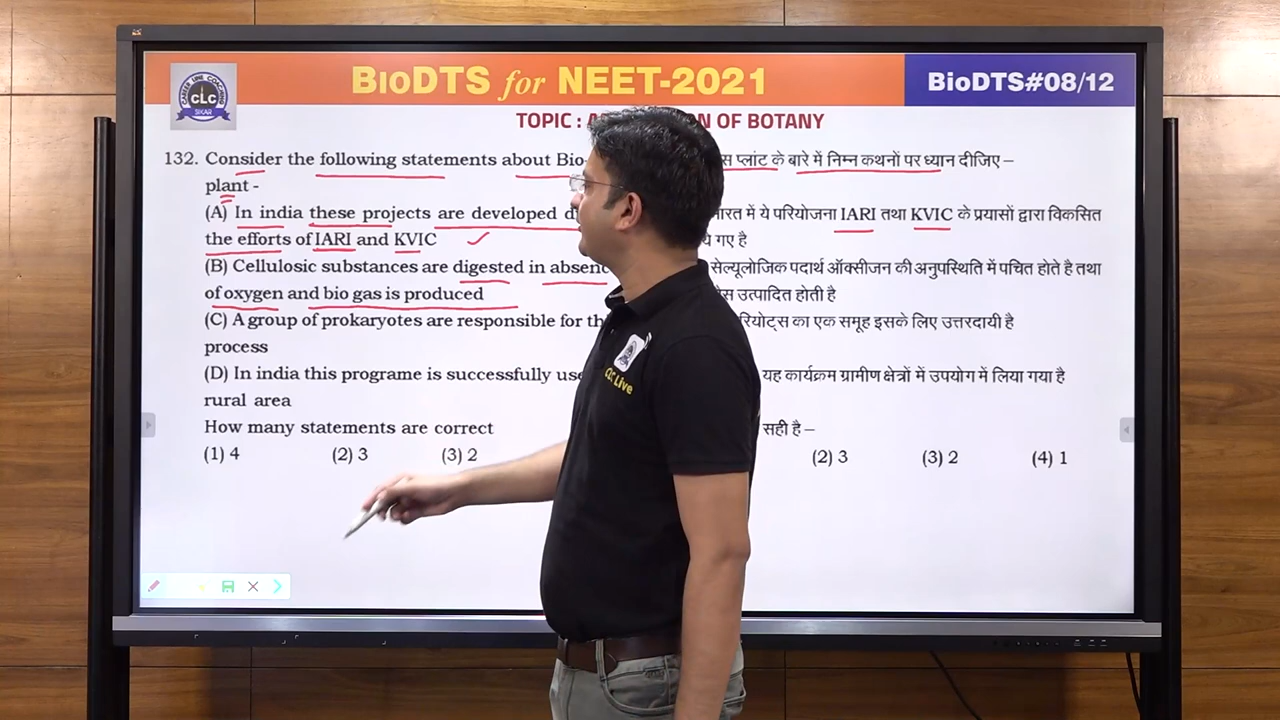 BioDTS for NEET-2021
BioDTS#08/12
CAREER LINE COACHING
CLC
SIKAR
TOPIC : OF BOTANY
132. Consider the following statements about Bio-
plant -
(A) In india these projects are developed
the efforts of IARI and KVIC
(B) Cellulosic substances are digested in
of oxygen and bio gas is produced
(C) A group of prokaryotes are responsible for
process
(D) In india this programe is successfully
rural area
How many statements are correct
(1) 4 (2) 3 (3) 2
प्लांट के बारे में निम्न कथनों पर ध्यान दीजिए –
में ये परियोजना IARI तथा KVIC के प्रयासों द्वारा विकसित
गए है
सेल्यूलोजिक पदार्थ ऑक्सीजन की अनुपस्थिति में पचित होते है तथा
उत्पादित होती है
का एक समूह इसके लिए उत्तरदायी है
यह कार्यक्रम ग्रामीण क्षेत्रों में उपयोग में लिया गया है
सही है –
(2) 3 (3) 2 (4) 1
CLC Live